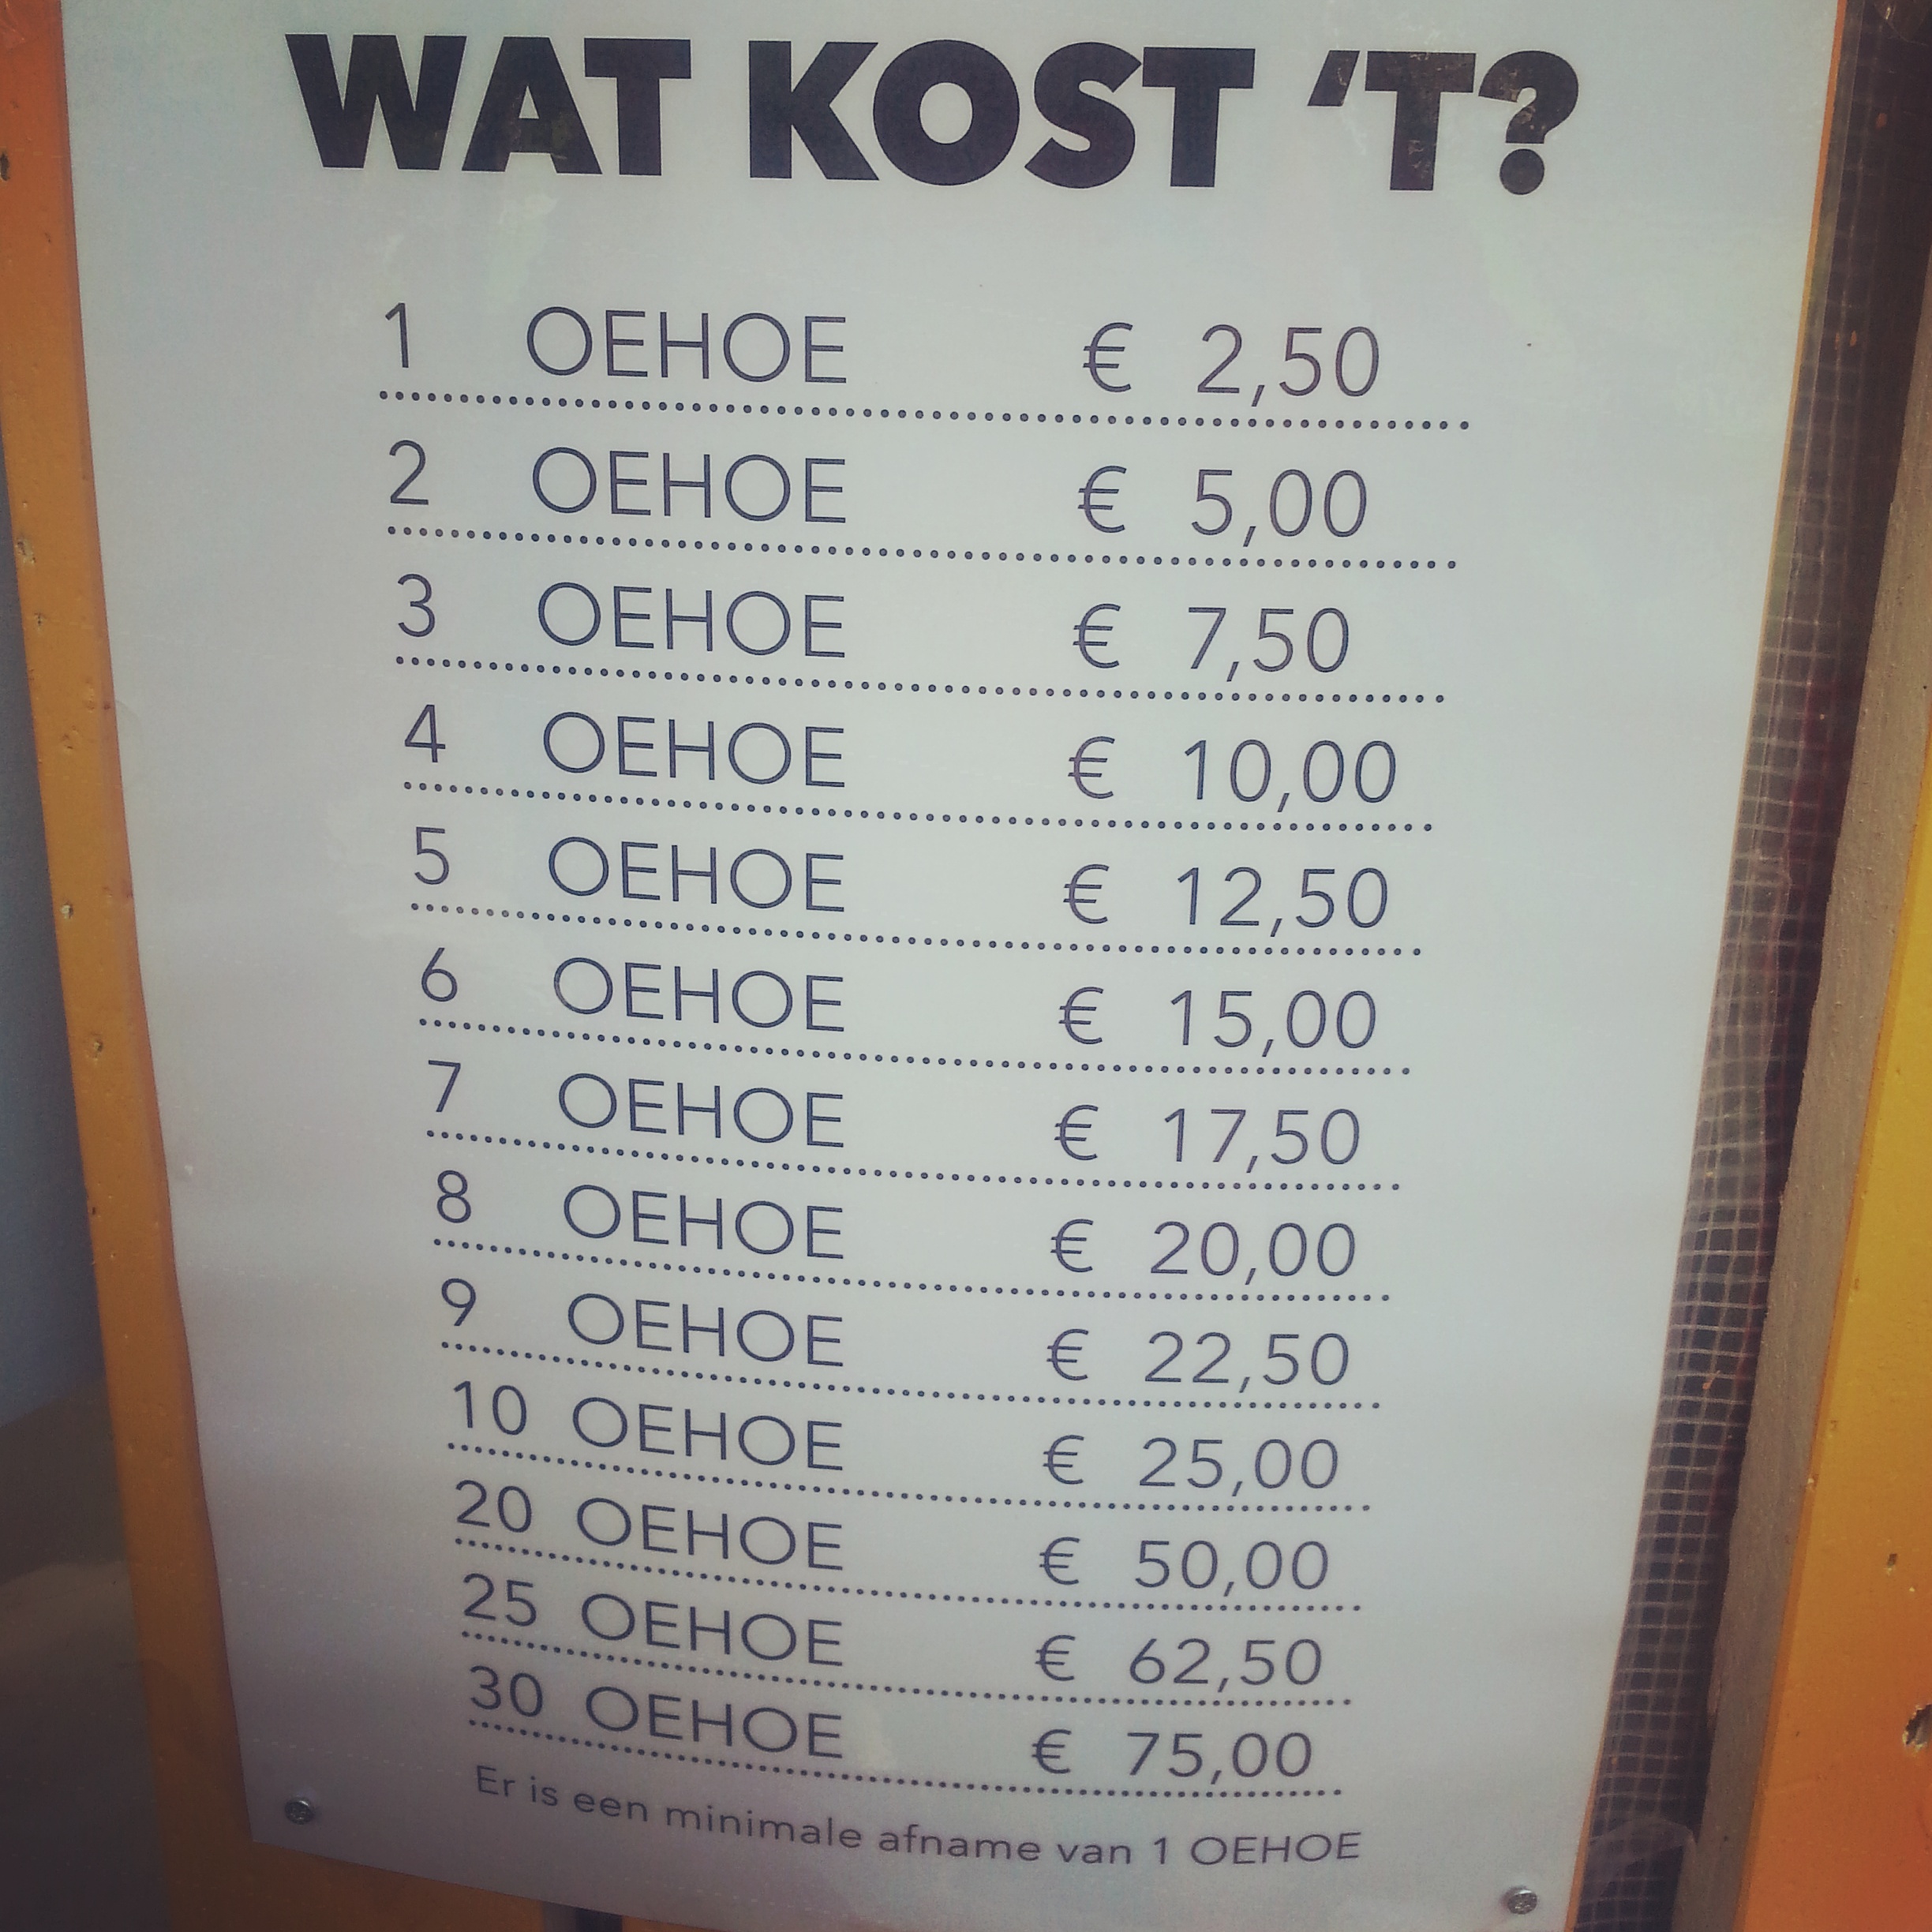 WAT KOST 'T?
1 OEHOE € 2,50
2 OEHOE € 5,00
3 OEHOE € 7,50
4 OEHOE € 10,00
5 OEHOE € 12,50
6 OEHOE € 15,00
7 OEHOE € 17,50
8 OEHOE € 20,00
9 OEHOE € 22,50
10 OEHOE € 25,00
20 OEHOE € 50,00
25 OEHOE € 62,50
30 OEHOE € 75,00
Er is een minimale afname van 1 OEHOE